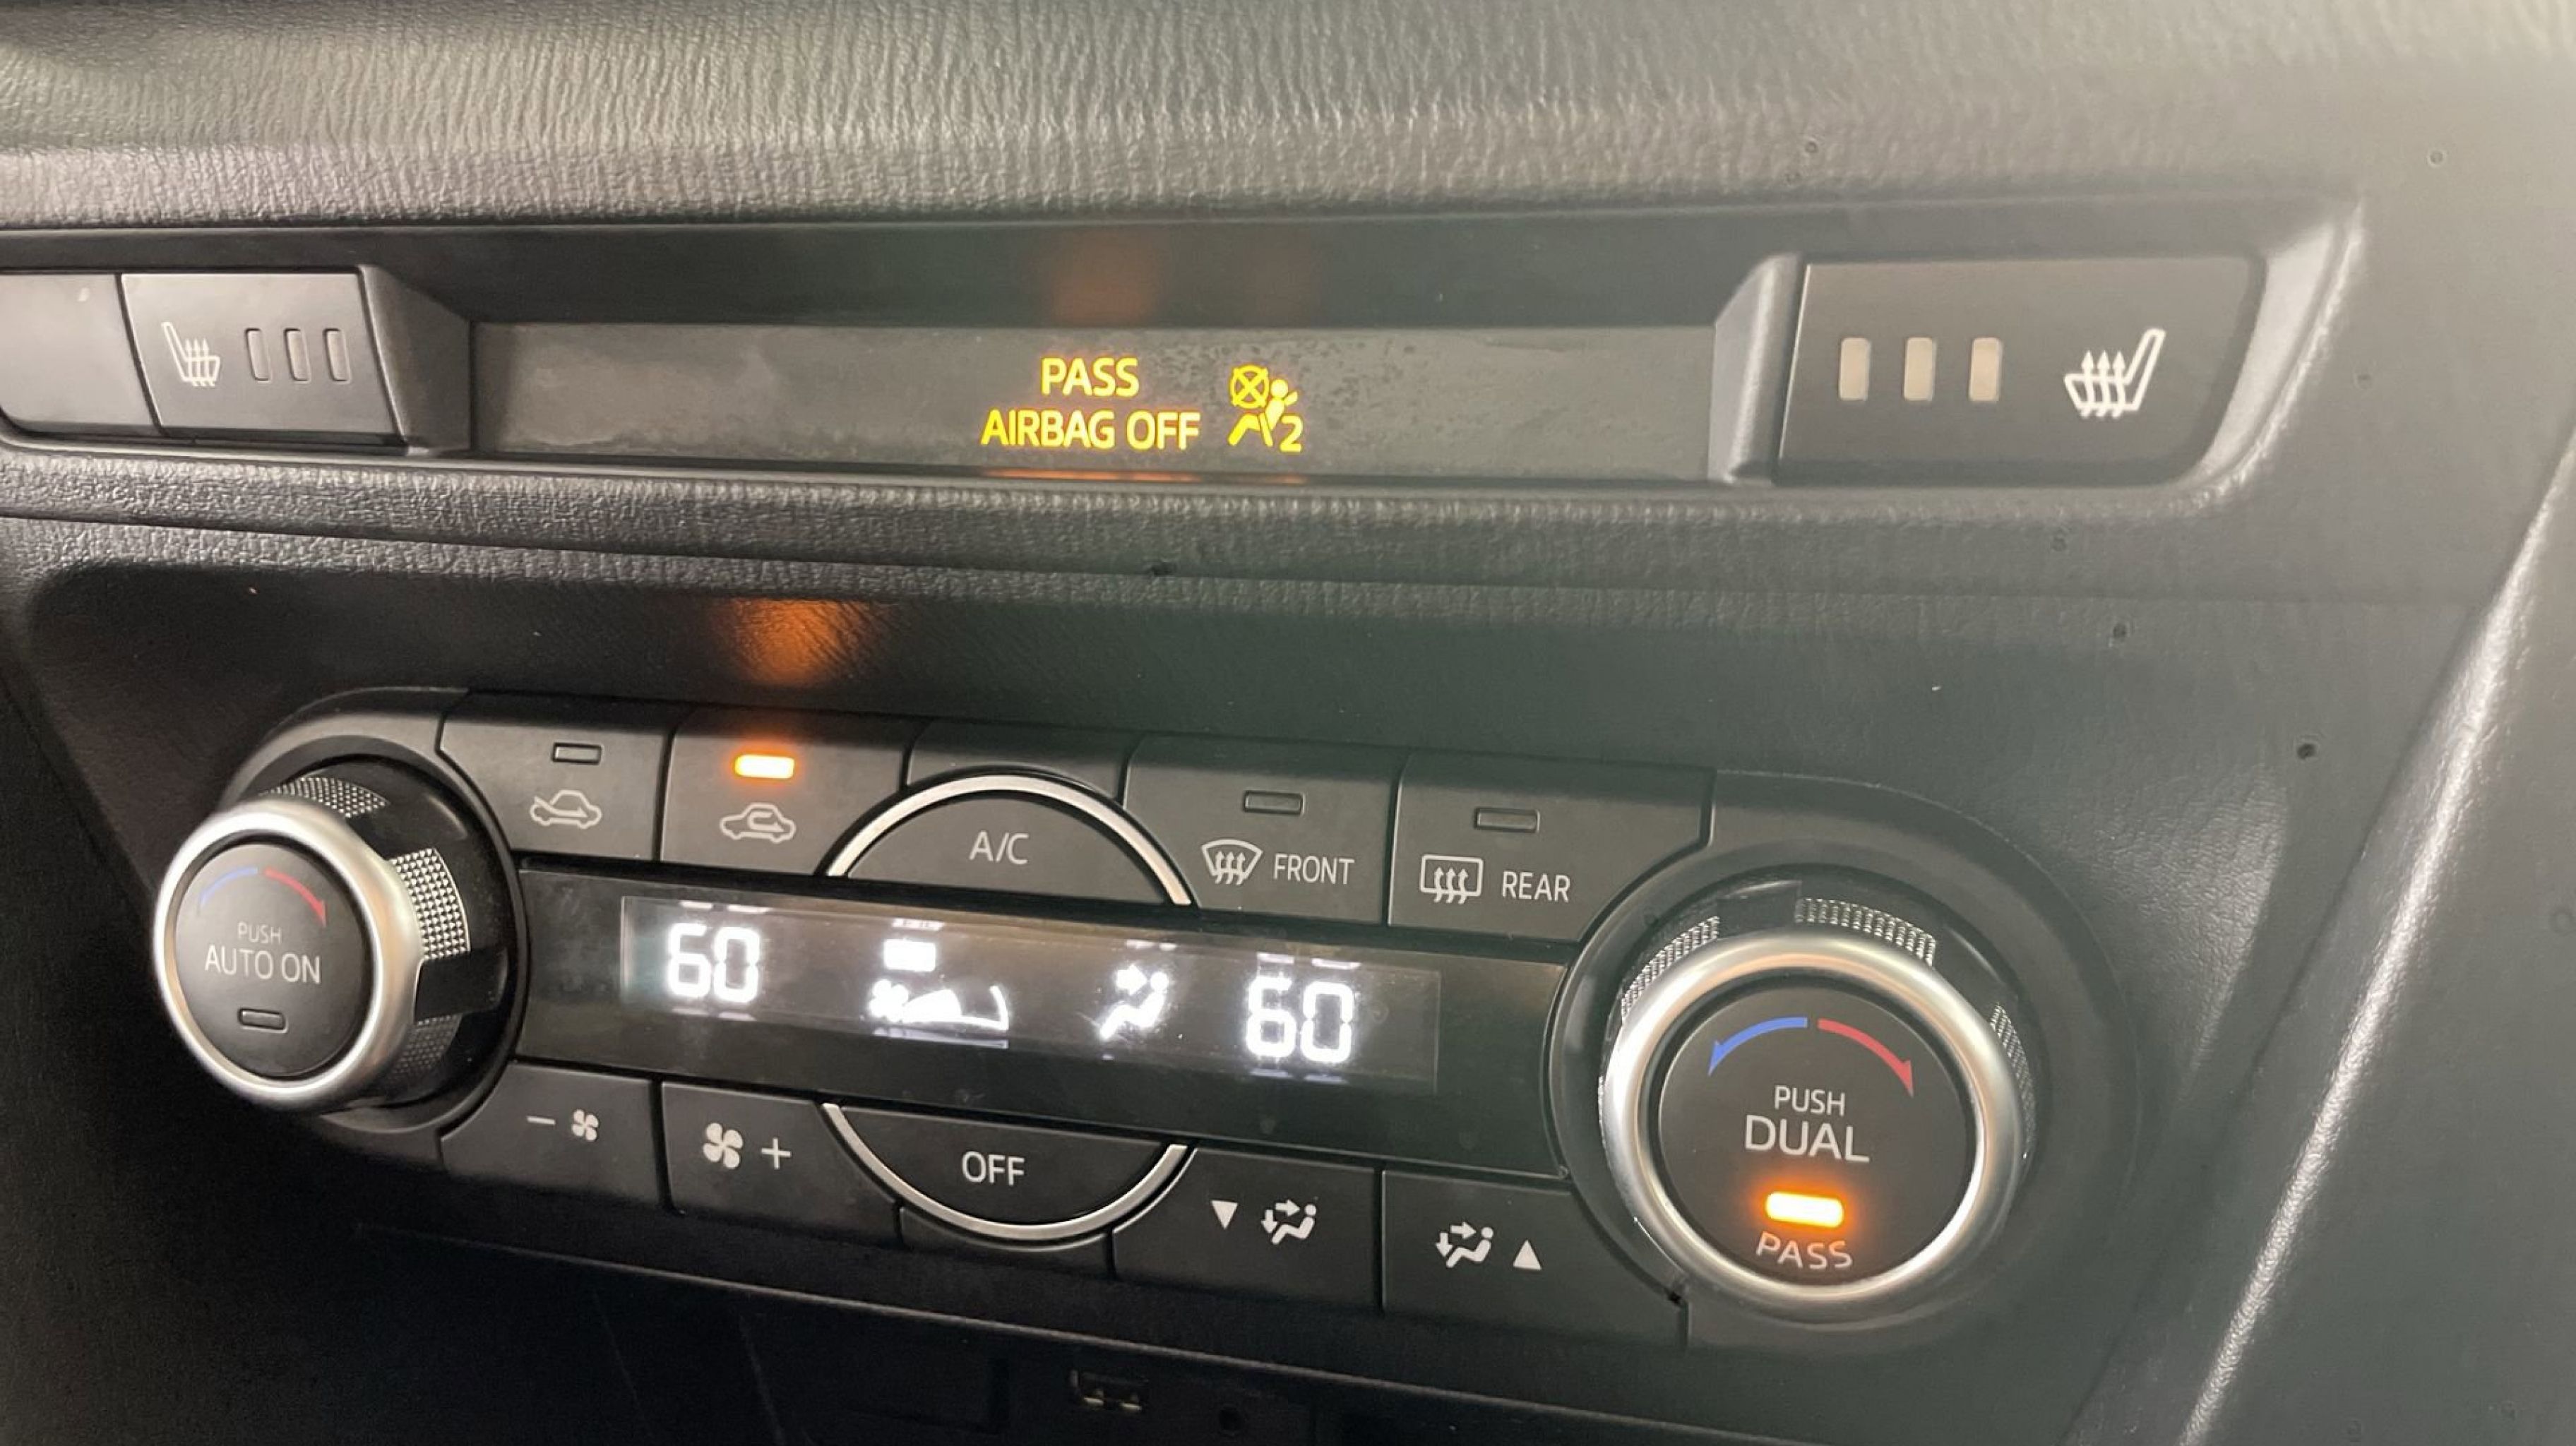 PASS
AIRBAG OFF 2
A/C
FRONT
REAR
PUSH
AUTO ON
60
60
PUSH
DUAL
PASS
- +
OFF